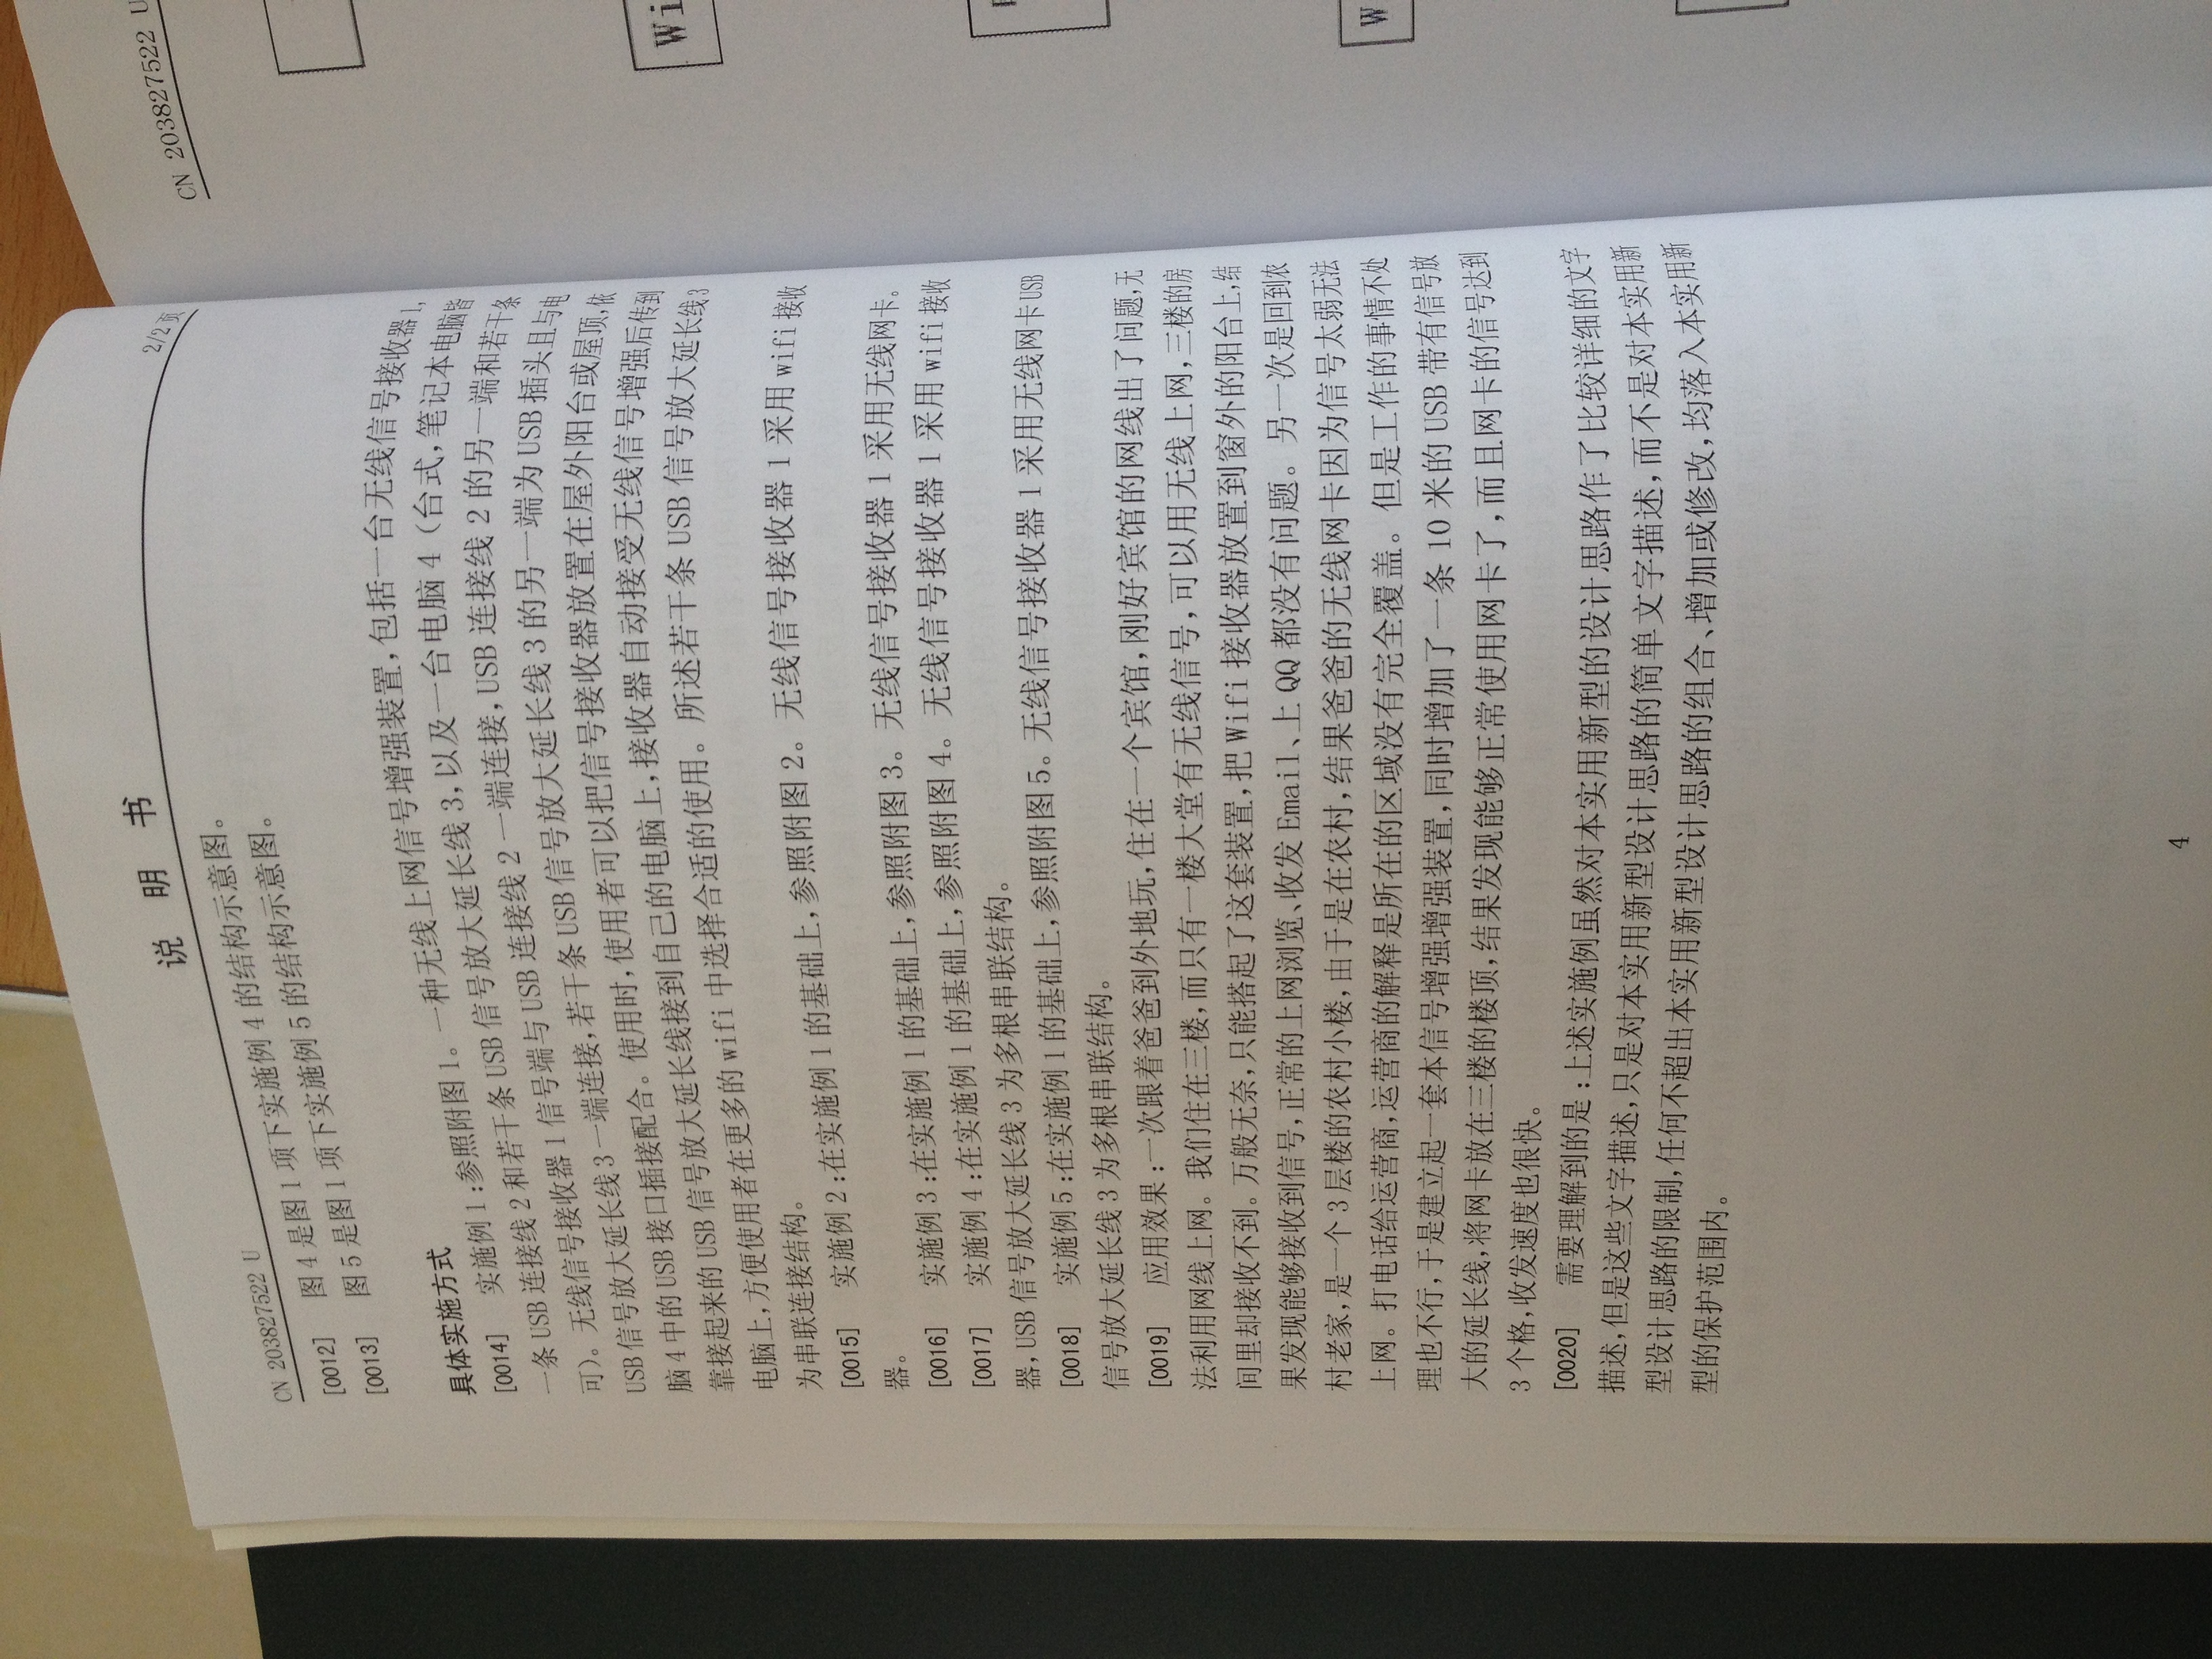 说 明 书
CN 203827522 U
2/2 页
[0012] 图 4 是图 1 项下实施例 4 的结构示意图。
[0013] 图 5 是图 1 项下实施例 5 的结构示意图。
具体实施方式
[0014] 实施例 1 :参照附图 1。一种无线上网信号增强装置,包括一台无线信号接收器 1,
一条 USB 连接线 2 和若干条 USB 信号放大延长线 3,以及一台电脑 4（台式,笔记本电脑皆
可）。无线信号接收器 1 信号端与 USB 连接线 2 一端连接,USB 连接线 2 的另一端和若干条
USB 信号放大延长线 3 一端连接,若干条 USB 信号放大延长线 3 的另一端为 USB 插头且与电
脑 4 中的 USB 接口插接配合。使用时,使用者可以把信号接收器放置在屋外阳台或屋顶,依
靠接起来的 USB 信号放大延长线接到自己的电脑上,接收器自动接受无线信号增强后传到
电脑上,方便使用者在更多的 wifi 中选择合适的使用。所述若干条 USB 信号放大延长线 3
为串联连接结构。
[0015] 实施例 2 :在实施例 1 的基础上,参照附图 2。无线信号接收器 1 采用 wifi 接收
器。
[0016] 实施例 3 :在实施例 1 的基础上,参照附图 3。无线信号接收器 1 采用无线网卡。
[0017] 实施例 4 :在实施例 1 的基础上,参照附图 4。无线信号接收器 1 采用 wifi 接收
器,USB 信号放大延长线 3 为多根串联结构。
[0018] 实施例 5 :在实施例 1 的基础上,参照附图 5。无线信号接收器 1 采用无线网卡 USB
信号放大延长线 3 为多根串联结构。
[0019] 应用效果 :一次跟着爸爸到外地玩,住在一个宾馆,刚好宾馆的网线出了问题,无
法利用网线上网。我们住在三楼,而只有一楼大堂有无线信号,可以用无线上网,三楼的房
间里却接收不到。万般无奈,只能搭起了这套装置,把 Wifi 接收器放置到窗外的阳台上,结
果发现能够接收到信号,正常的上网浏览、收发 Email、上 QQ 都没有问题。另一次是回到农
村老家,是一个 3 层楼的农村小楼,由于是在农村,结果爸爸的无线网卡因为信号太弱无法
上网。打电话给运营商,运营商的解释是所在的区域没有完全覆盖。但是工作的事情不处
理也不行,于是建立起一套本信号增强增强装置,同时增加了一条 10 米的 USB 带有信号放
大的延长线,将网卡放在三楼的楼顶,结果发现能够正常使用网卡了,而且网卡的信号达到
3 个格,收发速度也很快。
[0020] 需要理解到的是 :上述实施例虽然对本实用新型的设计思路作了比较详细的文字
描述,但是这些文字描述,只是对本实用新型设计思路的简单文字描述,而不是对本实用新
型设计思路的限制,任何不超出本实用新型设计思路的组合、增加或修改,均落入本实用新
型的保护范围内。
4
CN 203827522 U
Wi
W